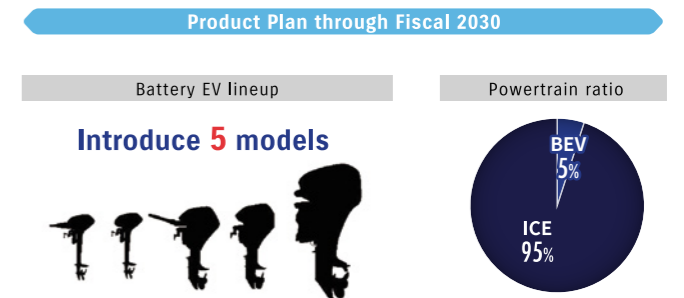 Product Plan through Fiscal 2030
Battery EV lineup
Introduce 5 models
Powertrain ratio
BEV
5%
ICE
95%